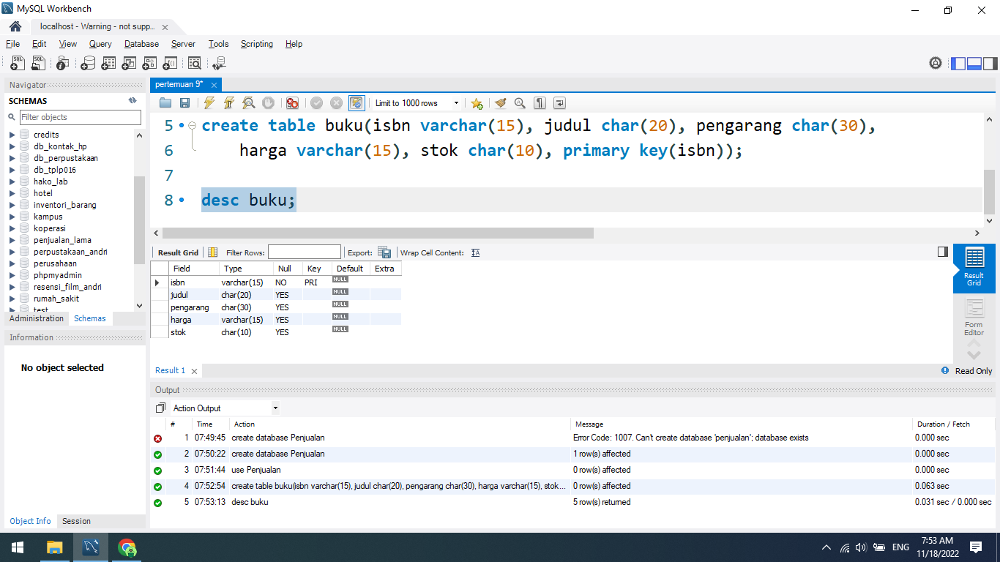 MySQL Workbench
localhost - Warning - not supp...
File Edit View Query Database Server Tools Scripting Help
Navigator
SCHEMAS
Filter objects
credits
db_kontak_hp
db_perpustakaan
db_tplp016
hako_lab
hotel
inventori_barang
kampus
koperasi
penjualan_lama
perpustakaan_andri
perusahaan
phpmyadmin
resensi_film_andri
rumah_sakit
test
Administration Schemas
Information
No object selected
Object Info Session
pertemuan 9*
Limit to 1000 rows
5 create table buku(isbn varchar(15), judul char(20), pengarang char(30),
6 harga varchar(15), stok char(10), primary key(isbn));
7
8 desc buku;
Result Grid Filter Rows: Export: Wrap Cell Content:
Field Type Null Key Default Extra
isbn varchar(15) NO PRI NULL
judul char(20) YES NULL
pengarang char(30) YES NULL
harga varchar(15) YES NULL
stok char(10) YES NULL
Result
Grid
Form
Editor
Result 1
Read Only
Output
Action Output
# Time Action Message Duration / Fetch
1 07:49:45 create database Penjualan Error Code: 1007. Can't create database 'penjualan'; database exists 0.000 sec
2 07:50:22 create database Penjualan 1 row(s) affected 0.000 sec
3 07:51:44 use Penjualan 0 row(s) affected 0.000 sec
4 07:52:54 create table buku(isbn varchar(15), judul char(20), pengarang char(30), harga varchar(15), stok... 0 row(s) affected 0.063 sec
5 07:53:13 desc buku 5 row(s) returned 0.031 sec / 0.000 sec
ENG
7:53 AM
11/18/2022